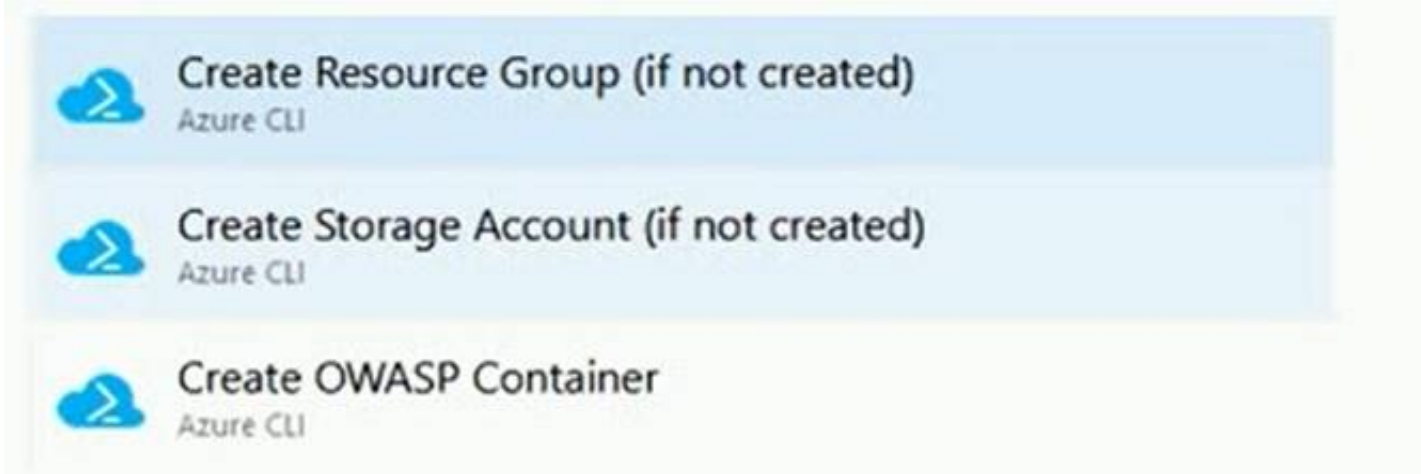 Create Resource Group (if not created)
Azure CLI
Create Storage Account (if not created)
Azure CLI
Create OWASP Container
Azure CLI